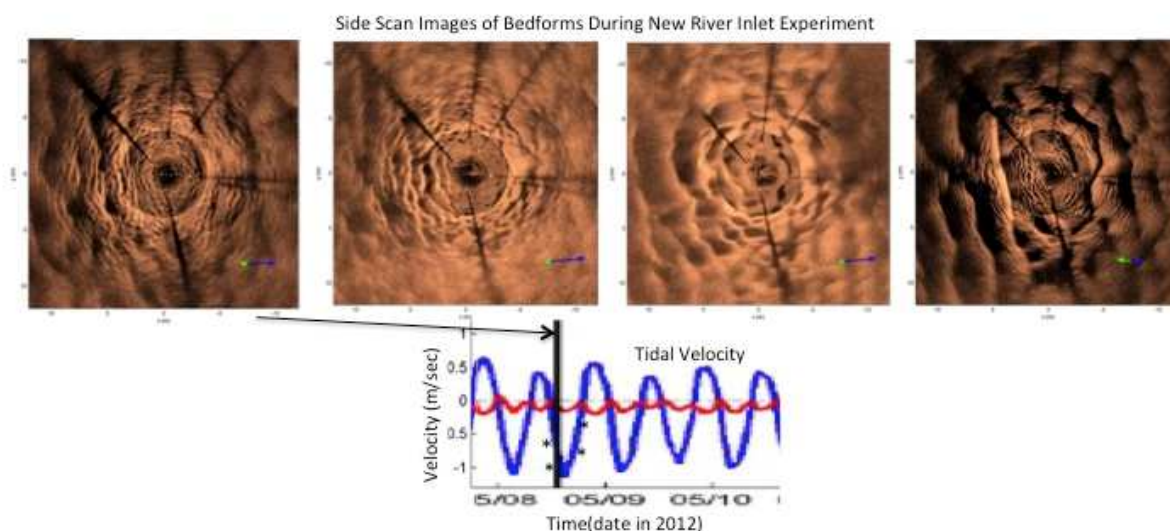 Side Scan Images of Bedforms During New River Inlet Experiment
Tidal Velocity
Velocity (m/sec)
1
0.5
0
0.5
-1
5/08 05/09 05/10
Time(date in 2012)